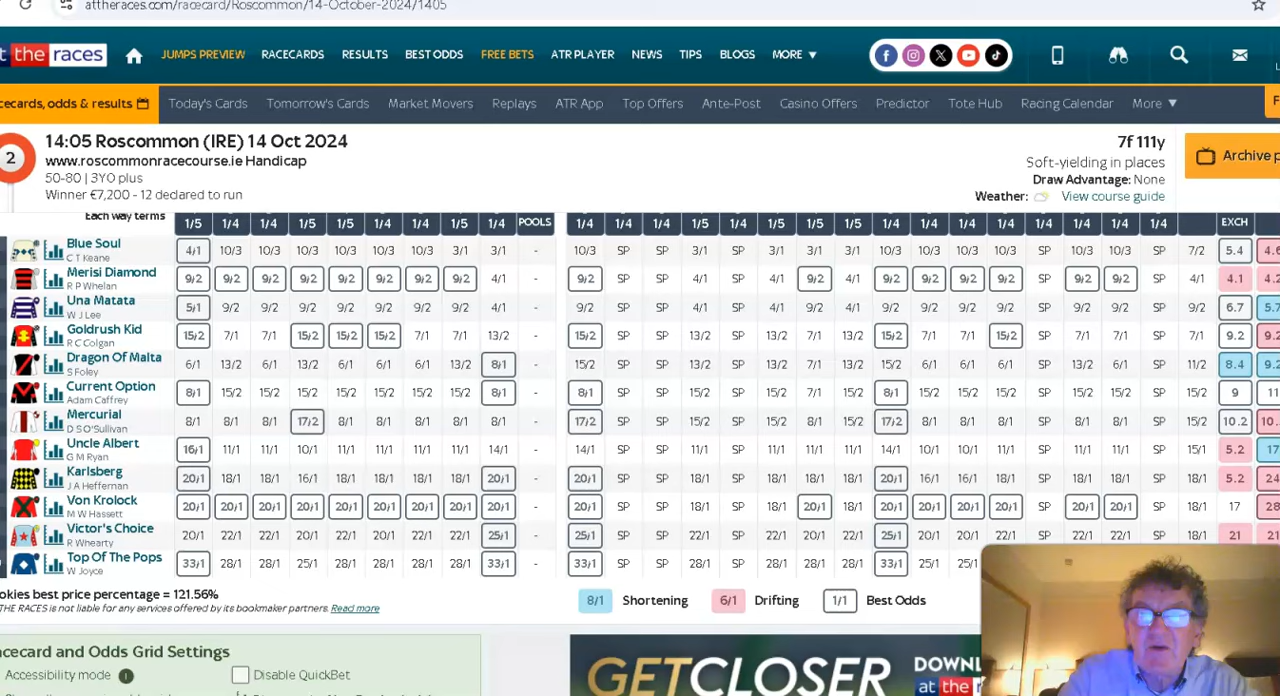 attheraces.com/racecard/Roscommon/14-October-2024/1405
t the races JUMPS PREVIEW RACECARDS RESULTS BEST ODDS FREE BETS ATR PLAYER NEWS TIPS BLOGS MORE ▼
cecards, odds & results Today's Cards Tomorrow's Cards Market Movers Replays ATR App Top Offers Ante-Post Casino Offers Predictor Tote Hub Racing Calendar More ▼ F
2 14:05 Roscommon (IRE) 14 Oct 2024 7f 111y
www.roscommonracecourse.ie Handicap Soft-yielding in places
50-80 | 3YO plus Draw Advantage: None
Winner €7,200 - 12 declared to run Weather: View course guide
Archive p
Each way terms 1/5 1/4 1/4 1/5 1/5 1/4 1/4 1/5 1/4 POOLS 1/4 1/4 1/4 1/5 1/4 1/5 1/5 1/5 1/4 1/4 1/4 1/4 1/4 1/4 1/4 1/4 EXCH
Blue Soul 4/1 10/3 10/3 10/3 10/3 10/3 10/3 3/1 3/1 - 10/3 SP SP 3/1 SP 3/1 3/1 3/1 10/3 10/3 10/3 10/3 SP 10/3 10/3 SP 7/2 5.4 4.6
C T Keane
Merisi Diamond 9/2 9/2 9/2 9/2 9/2 9/2 9/2 9/2 4/1 - 9/2 SP SP 4/1 SP 4/1 9/2 4/1 9/2 9/2 9/2 9/2 SP 9/2 9/2 SP 4/1 4.1 4.2
R P Whelan
Una Matata 5/1 9/2 9/2 9/2 9/2 9/2 9/2 9/2 4/1 - 9/2 SP SP 4/1 SP 4/1 9/2 4/1 9/2 9/2 9/2 9/2 SP 9/2 9/2 SP 9/2 6.7 5.7
W J Lee
Goldrush Kid 15/2 7/1 7/1 15/2 15/2 15/2 7/1 7/1 13/2 - 15/2 SP SP 13/2 SP 13/2 7/1 13/2 15/2 7/1 7/1 15/2 SP 7/1 7/1 SP 7/1 9.2 9.2
R C Colgan
Dragon Of Malta 6/1 13/2 6/1 13/2 6/1 6/1 6/1 13/2 8/1 - 15/2 SP SP 13/2 SP 13/2 7/1 13/2 15/2 6/1 6/1 6/1 SP 13/2 6/1 SP 11/2 8.4 9.2
S Foley
Current Option 8/1 15/2 15/2 15/2 15/2 15/2 15/2 15/2 8/1 - 8/1 SP SP 15/2 SP 15/2 7/1 15/2 8/1 15/2 15/2 15/2 SP 15/2 15/2 SP 15/2 9 11
Adam Caffrey
Mercurial 8/1 8/1 8/1 17/2 8/1 8/1 8/1 8/1 8/1 - 17/2 SP SP 15/2 SP 15/2 8/1 15/2 17/2 8/1 8/1 8/1 SP 8/1 8/1 SP 15/2 10.2 10.
D S O'Sullivan
Uncle Albert 16/1 11/1 11/1 10/1 11/1 11/1 11/1 11/1 14/1 - 14/1 SP SP 11/1 SP 11/1 11/1 11/1 14/1 10/1 10/1 11/1 SP 11/1 11/1 SP 15/1 5.2 17
G M Ryan
Karlsberg 20/1 18/1 18/1 16/1 18/1 18/1 18/1 18/1 20/1 - 20/1 SP SP 18/1 SP 18/1 18/1 18/1 20/1 16/1 16/1 18/1 SP 18/1 18/1 SP 18/1 5.2 24
J A Heffernan
Von Krolock 20/1 20/1 20/1 20/1 20/1 20/1 20/1 20/1 20/1 - 20/1 SP SP 18/1 SP 18/1 20/1 18/1 20/1 20/1 20/1 20/1 SP 20/1 20/1 SP 18/1 17 28
M W Hassett
Victor's Choice 20/1 22/1 22/1 20/1 22/1 20/1 22/1 22/1 25/1 - 25/1 SP SP 22/1 SP 22/1 20/1 22/1 25/1 20/1 20/1 22/1 SP 22/1 22/1 SP 18/1 21 21
R Whearty
Top Of The Pops 33/1 28/1 28/1 25/1 28/1 28/1 28/1 28/1 33/1 - 33/1 SP SP 28/1 SP 28/1 28/1 28/1 33/1 25/1 25/1
W Joyce
okies best price percentage = 121.56% 8/1 Shortening 6/1 Drifting 1/1 Best Odds
THE RACES is not liable for any services offered by its bookmaker partners. Read more
acecard and Odds Grid Settings
Accessibility mode Disable QuickBet
GETCLOSER DOWNL
at the r